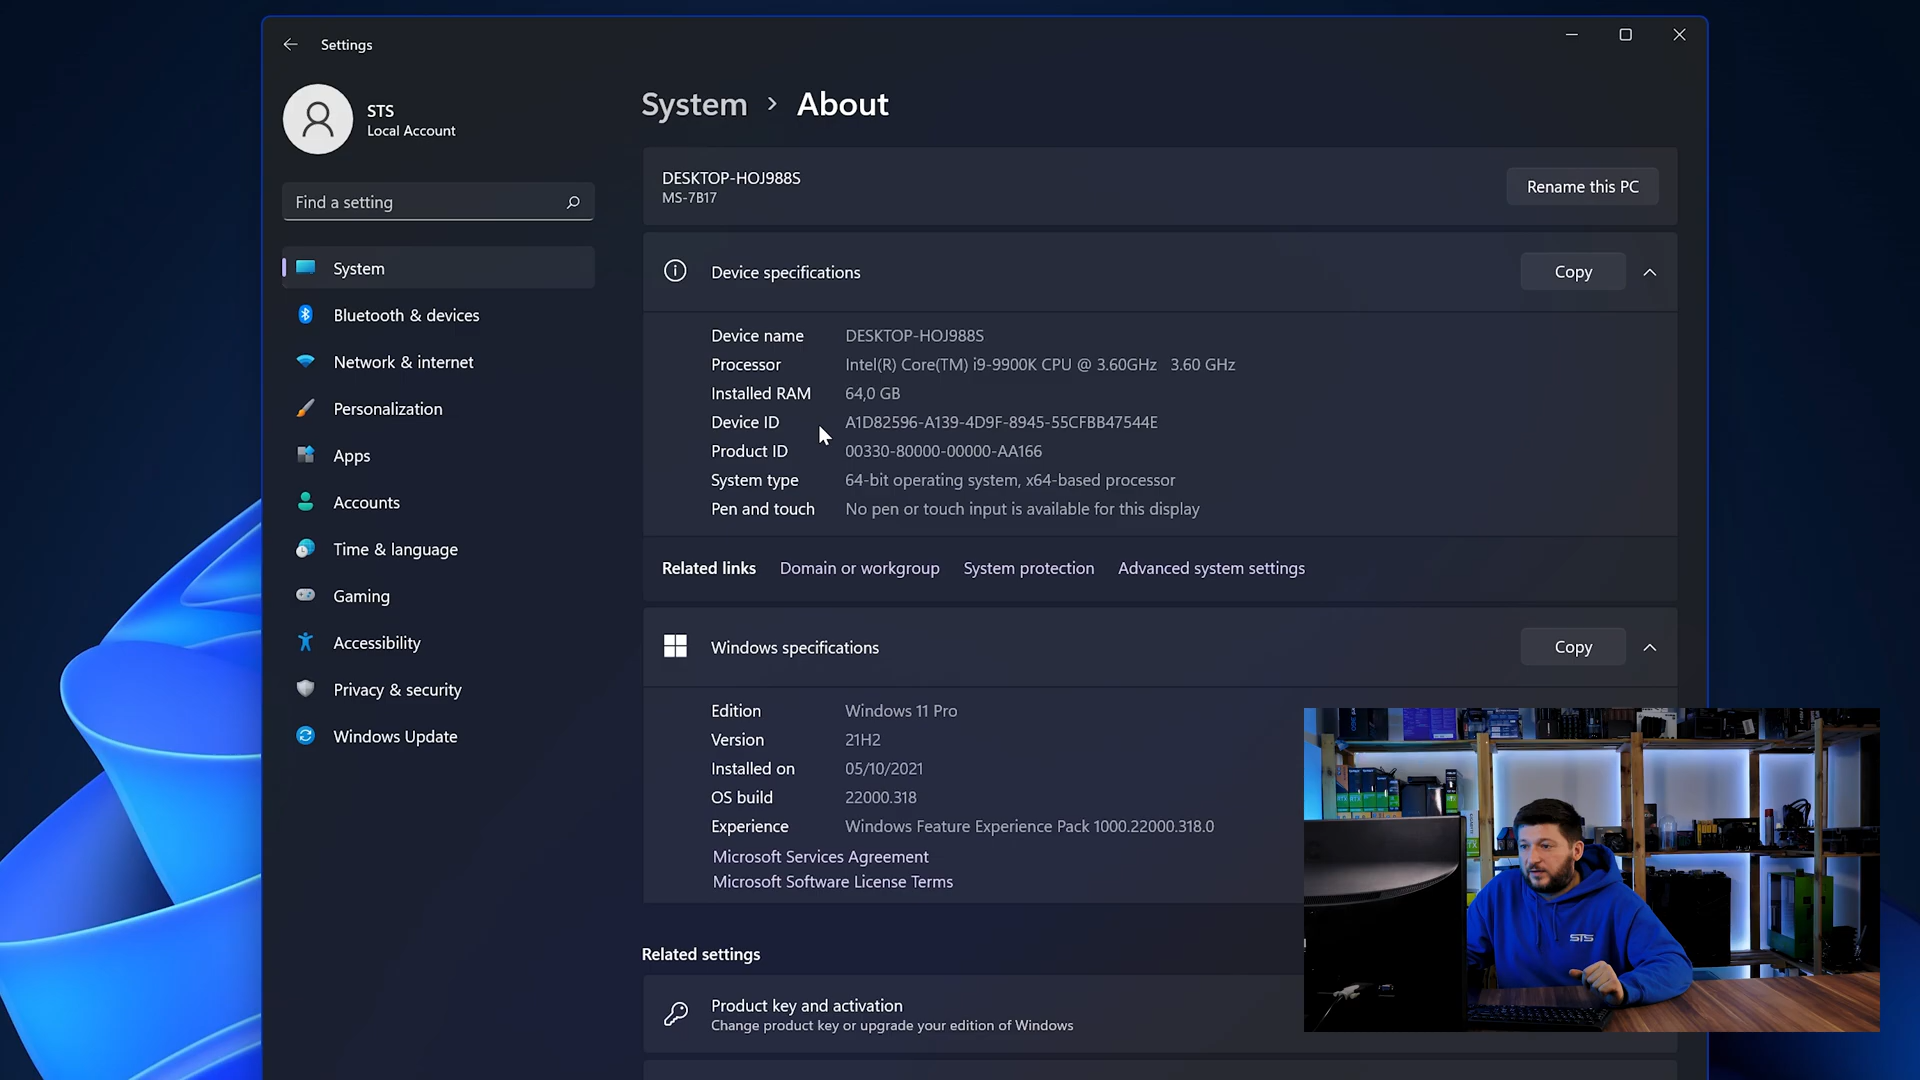 Settings
STS
Local Account
Find a setting
System
Bluetooth & devices
Network & internet
Personalization
Apps
Accounts
Time & language
Gaming
Accessibility
Privacy & security
Windows Update
System > About
DESKTOP-HOJ988S
MS-7B17
Rename this PC
Device specifications
Copy
Device name DESKTOP-HOJ988S
Processor Intel(R) Core(TM) i9-9900K CPU @ 3.60GHz 3.60 GHz
Installed RAM 64,0 GB
Device ID A1D82596-A139-4D9F-8945-55CFBB47544E
Product ID 00330-80000-00000-AA166
System type 64-bit operating system, x64-based processor
Pen and touch No pen or touch input is available for this display
Related links Domain or workgroup System protection Advanced system settings
Windows specifications
Copy
Edition Windows 11 Pro
Version 21H2
Installed on 05/10/2021
OS build 22000.318
Experience Windows Feature Experience Pack 1000.22000.318.0
Microsoft Services Agreement
Microsoft Software License Terms
Related settings
Product key and activation
Change product key or upgrade your edition of Windows
STS